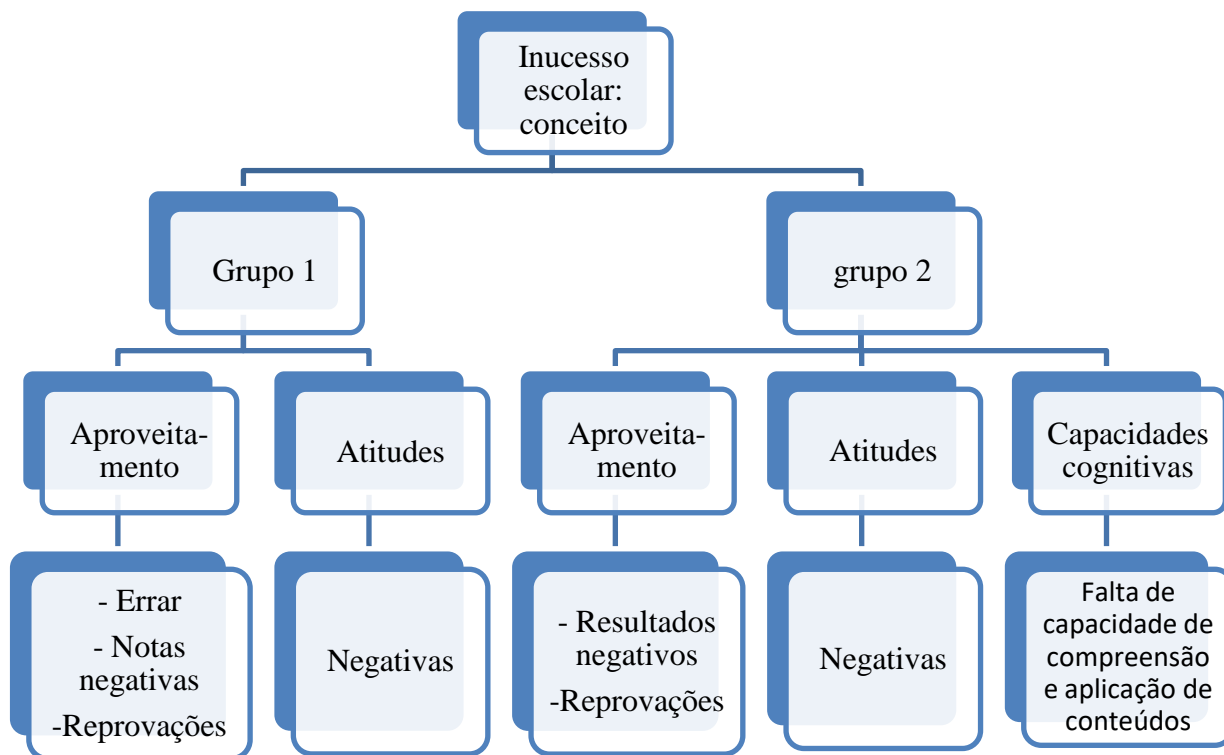 Inucesso
escolar:
conceito
Grupo 1
grupo 2
Aproveita-
mento
Atitudes
Aproveita-
mento
Atitudes
Capacidades
cognitivas
- Errar
- Notas
negativas
-Reprovações
Negativas
- Resultados
negativos
-Reprovações
Negativas
Falta de
capacidade de
compreensão
e aplicação de
conteúdos